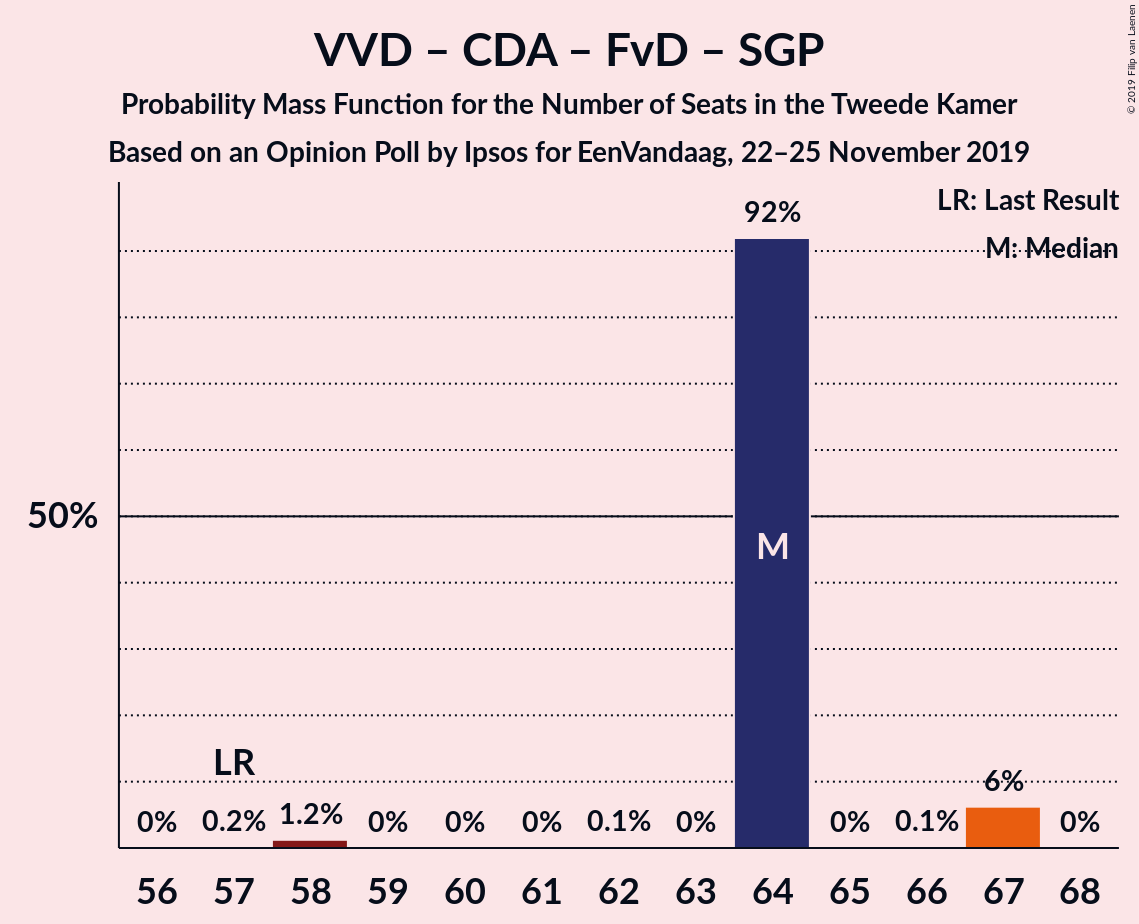 VVD – CDA – FvD – SGP
Probability Mass Function for the Number of Seats in the Tweede Kamer
Based on an Opinion Poll by Ipsos for EenVandaag, 22–25 November 2019
© 2019 Filip van Laenen
LR: Last Result
M: Median
92%
50%
M
LR
0% 0.2% 1.2% 0% 0% 0% 0.1% 0% 0% 0.1% 6% 0%
56 57 58 59 60 61 62 63 64 65 66 67 68